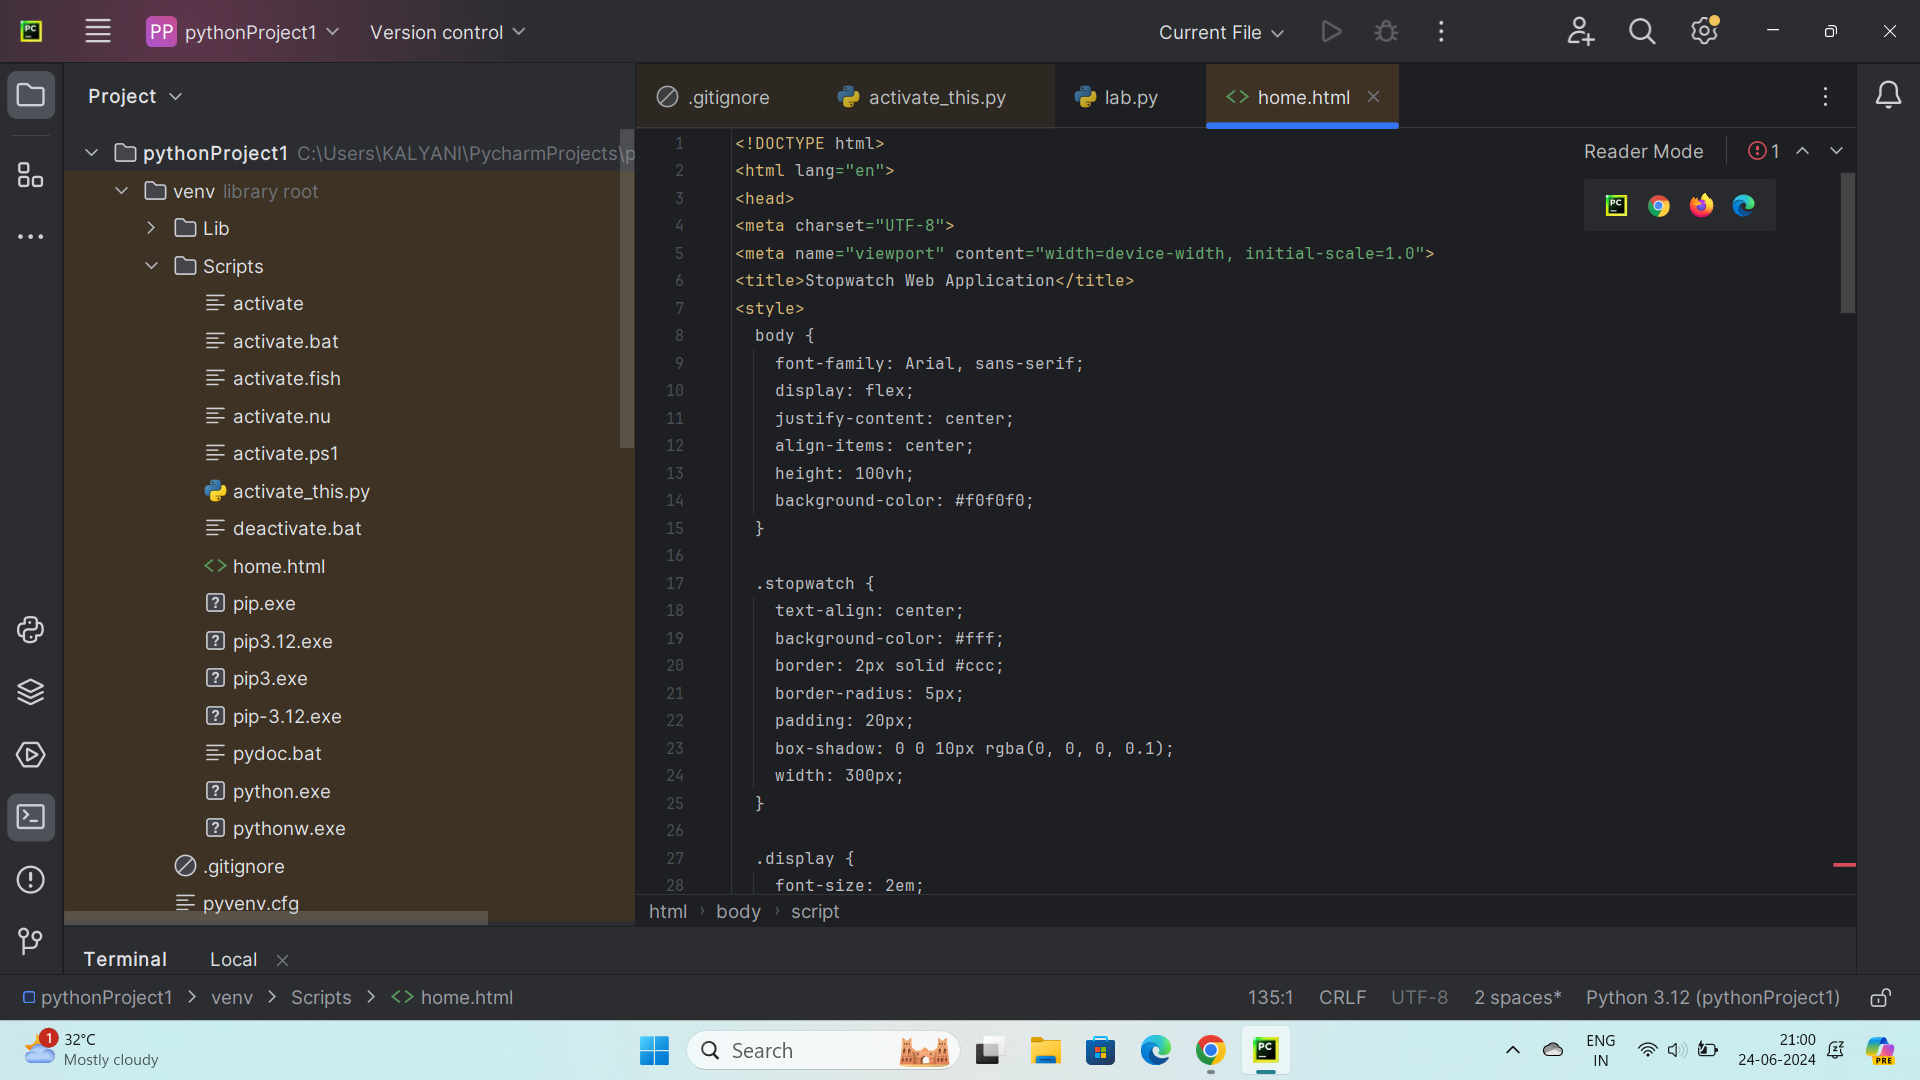 PC PP pythonProject1 Version control Current File
Project
pythonProject1 C:\Users\KALYANI\PycharmProjects\p
venv library root
Lib
Scripts
activate
activate.bat
activate.fish
activate.nu
activate.ps1
activate_this.py
deactivate.bat
home.html
pip.exe
pip3.12.exe
pip3.exe
pip-3.12.exe
pydoc.bat
python.exe
pythonw.exe
.gitignore
pyvenv.cfg
.gitignore activate_this.py lab.py <> home.html
Reader Mode 1
PC
1 <!DOCTYPE html>
2 <html lang="en">
3 <head>
4 <meta charset="UTF-8">
5 <meta name="viewport" content="width=device-width, initial-scale=1.0">
6 <title>Stopwatch Web Application</title>
7 <style>
8 body {
9 font-family: Arial, sans-serif;
10 display: flex;
11 justify-content: center;
12 align-items: center;
13 height: 100vh;
14 background-color: #f0f0f0;
15 }
16
17 .stopwatch {
18 text-align: center;
19 background-color: #fff;
20 border: 2px solid #ccc;
21 border-radius: 5px;
22 padding: 20px;
23 box-shadow: 0 0 10px rgba(0, 0, 0, 0.1);
24 width: 300px;
25 }
26
27 .display {
28 font-size: 2em;
html › body › script
Terminal Local
pythonProject1 > venv > Scripts > <> home.html 135:1 CRLF UTF-8 2 spaces* Python 3.12 (pythonProject1)
1 32°C
Mostly cloudy
Search
PC
ENG
IN
21:00
24-06-2024
PRE